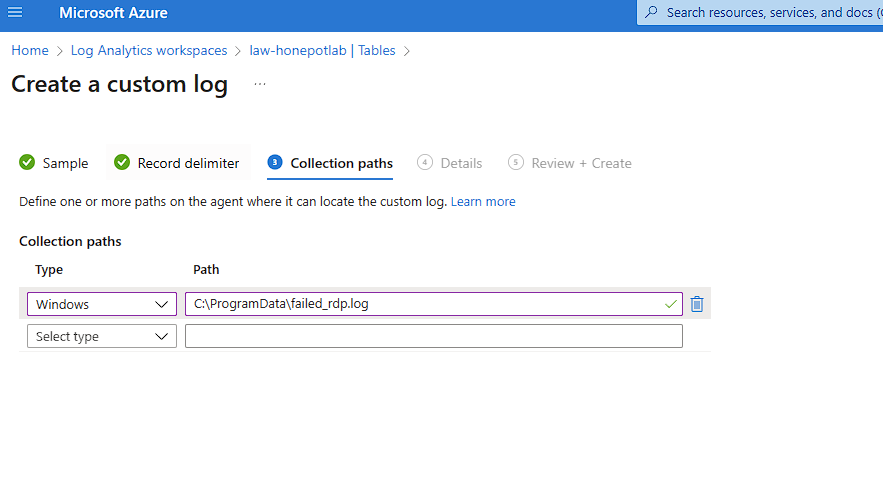 Microsoft Azure
Search resources, services, and docs (
Home > Log Analytics workspaces > law-honepotlab | Tables >
Create a custom log ...
Sample Record delimiter 3 Collection paths 4 Details 5 Review + Create
Define one or more paths on the agent where it can locate the custom log. Learn more
Collection paths
Type Path
Windows C:\ProgramData\failed_rdp.log
Select type